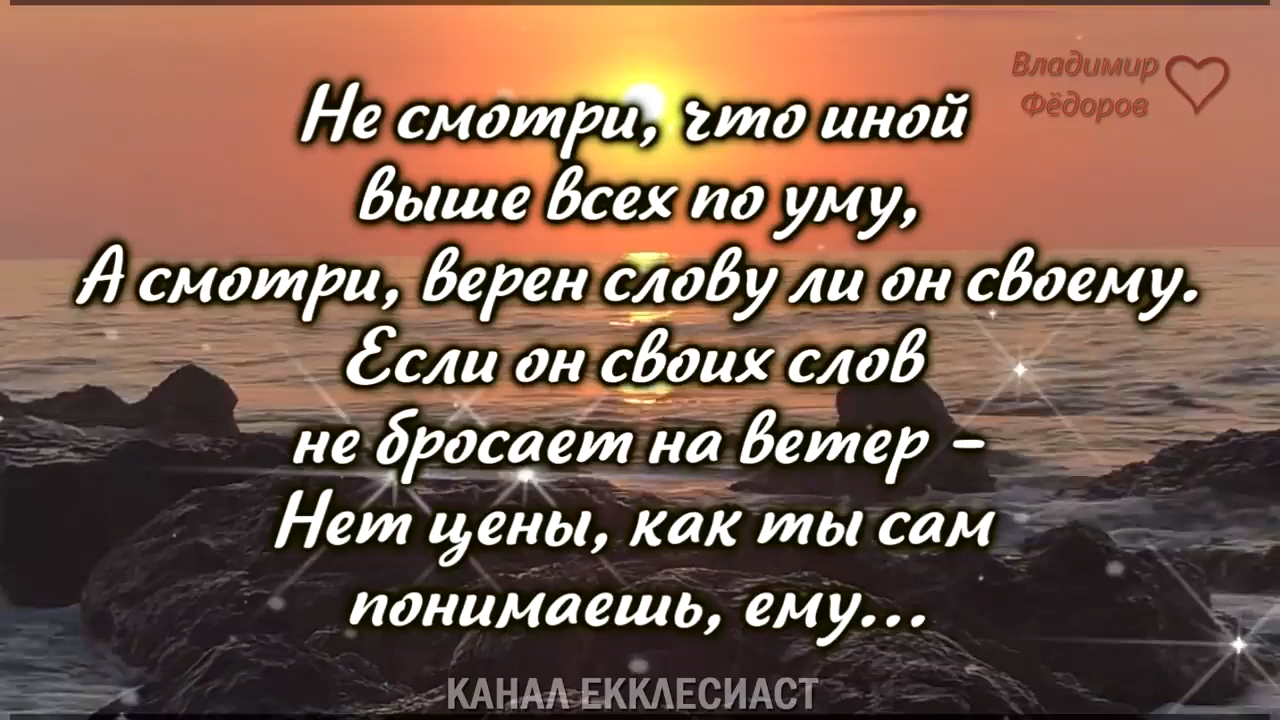 Владимир
Фёдоров
Не смотри, что иной
выше всех по уму,
А смотри, верен слову ли он своему.
Если он своих слов
не бросает на ветер –
Нет цены, как ты сам
понимаешь, ему...
КАНАЛ ЕККЛЕСИАСТ